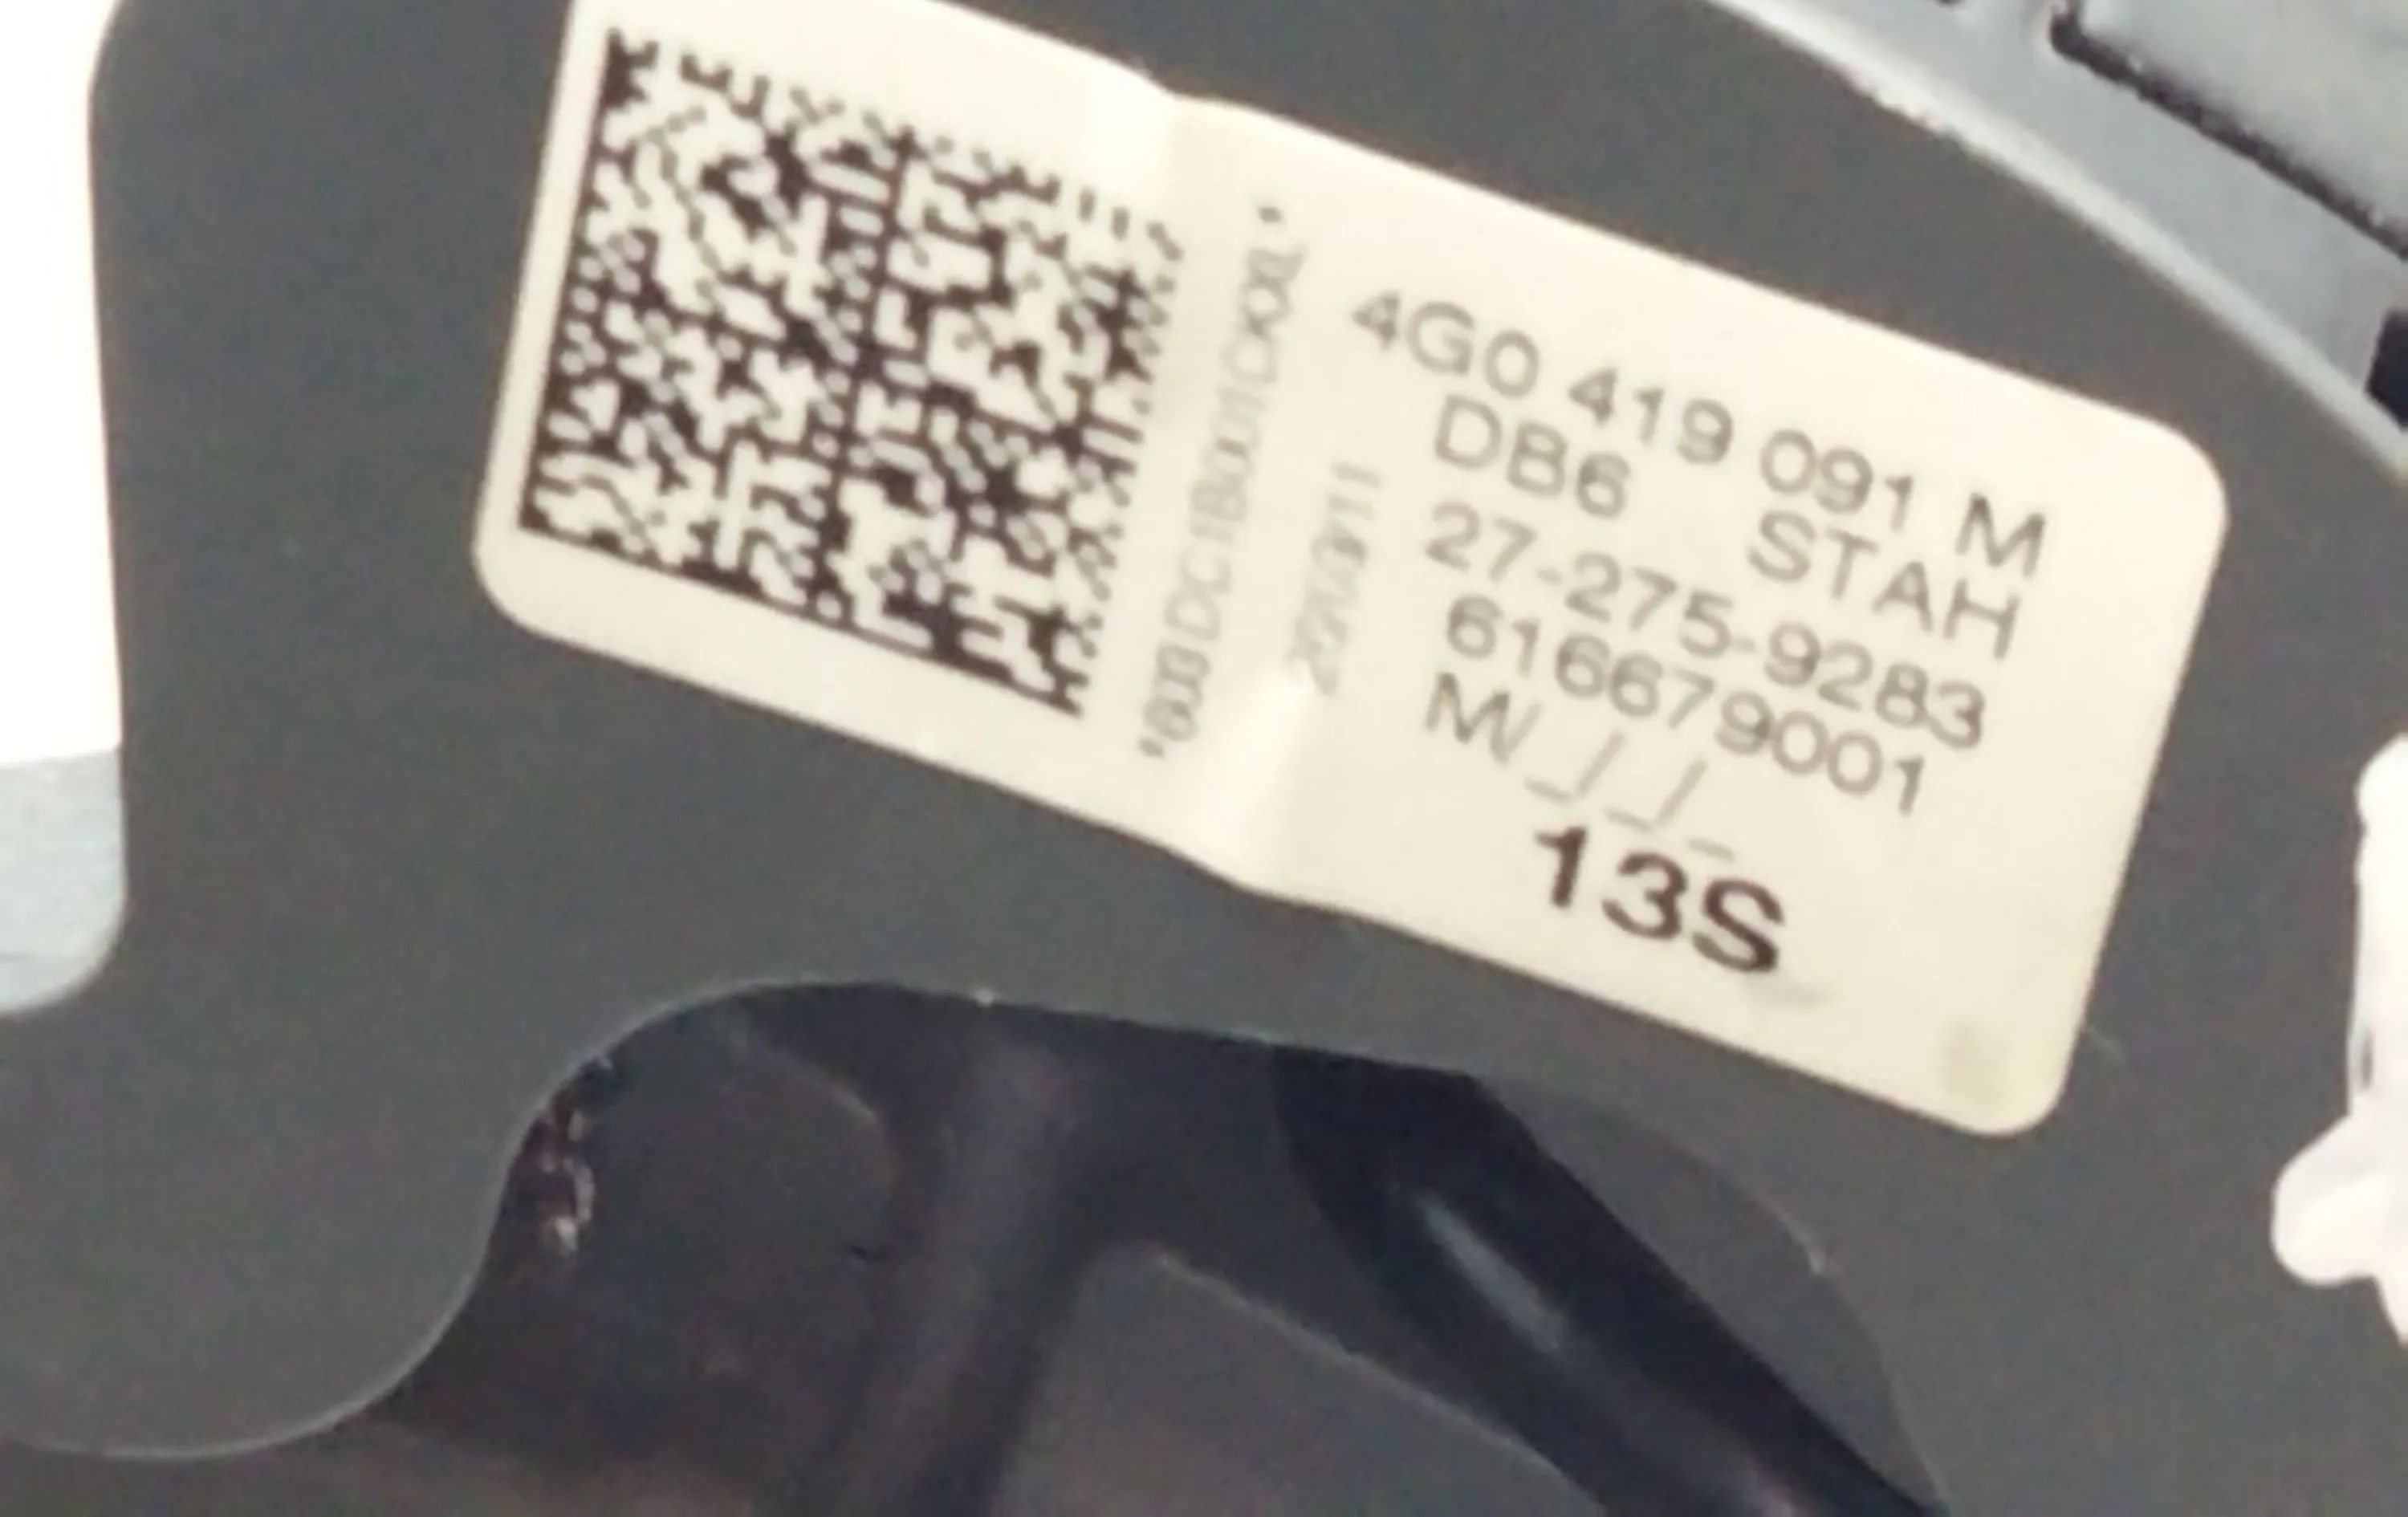 4G0 419 091 M
DB6 STAH
27-275-9283
616679001
M/_/_/_
13S